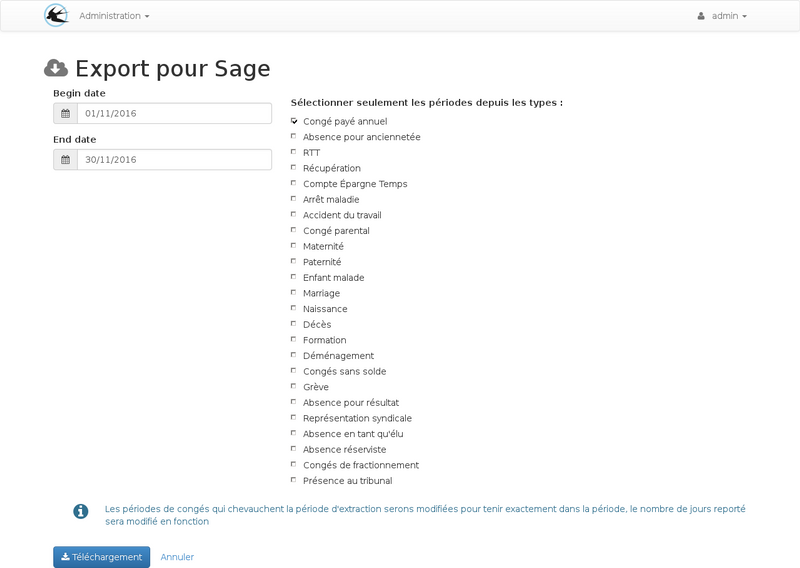 Administration
admin
Export pour Sage
Begin date
01/11/2016
End date
30/11/2016
Sélectionner seulement les périodes depuis les types :
Congé payé annuel
Absence pour anciennetée
RTT
Récupération
Compte Épargne Temps
Arrêt maladie
Accident du travail
Congé parental
Maternité
Paternité
Enfant malade
Marriage
Naissance
Décès
Formation
Déménagement
Congés sans solde
Grève
Absence pour résultat
Représentation syndicale
Absence en tant qu'élu
Absence réserviste
Congés de fractionnement
Présence au tribunal
Les périodes de congés qui chevauchent la période d'extraction serons modifiées pour tenir exactement dans la période, le nombre de jours reporté
sera modifié en fonction
Téléchargement
Annuler